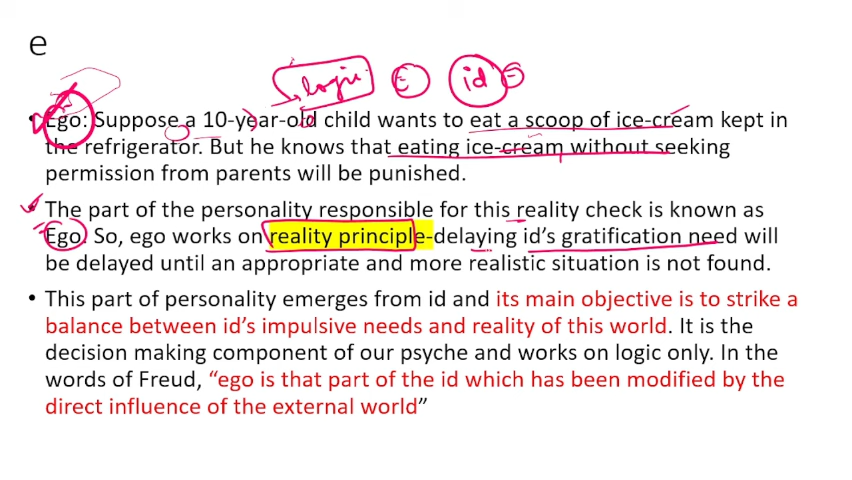 e
logic id
• Ego: Suppose a 10-year-old child wants to eat a scoop of ice-cream kept in
the refrigerator. But he knows that eating ice-cream without seeking
permission from parents will be punished.
• The part of the personality responsible for this reality check is known as
Ego. So, ego works on reality principle-delaying id's gratification need will
be delayed until an appropriate and more realistic situation is not found.
• This part of personality emerges from id and its main objective is to strike a
balance between id's impulsive needs and reality of this world. It is the
decision making component of our psyche and works on logic only. In the
words of Freud, “ego is that part of the id which has been modified by the
direct influence of the external world”